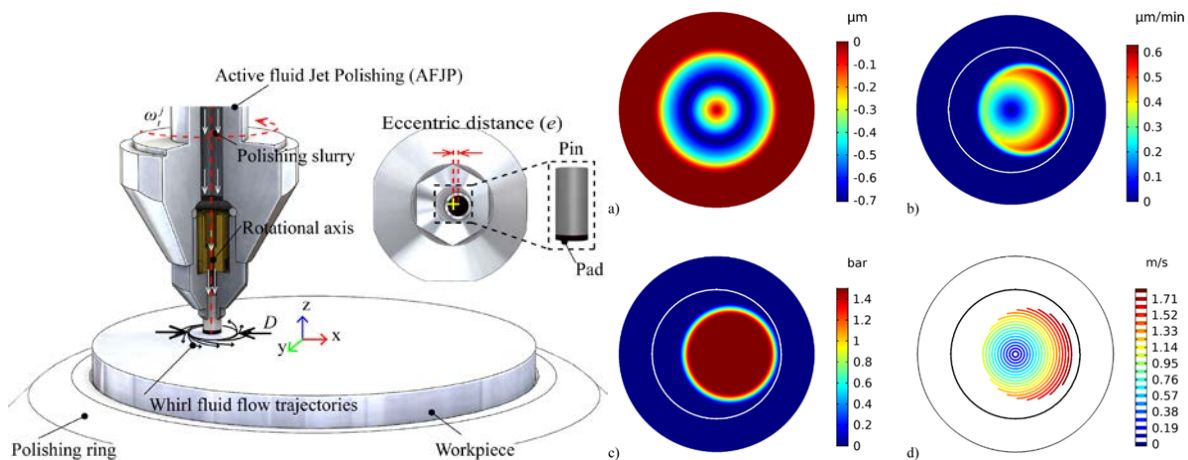 Active fluid Jet Polishing (AFJP)
ω_t^j
Polishing slurry
Rotational axis
Eccentric distance (e)
Pin
Pad
D
z
x
y
Whirl fluid flow trajectories
Polishing ring
Workpiece
µm
0
-0.1
-0.2
-0.3
-0.4
-0.5
-0.6
-0.7
a)
µm/min
0.6
0.5
0.4
0.3
0.2
0.1
0
b)
bar
1.4
1.2
1
0.8
0.6
0.4
0.2
0
c)
m/s
1.71
1.52
1.33
1.14
0.95
0.76
0.57
0.38
0.19
0
d)